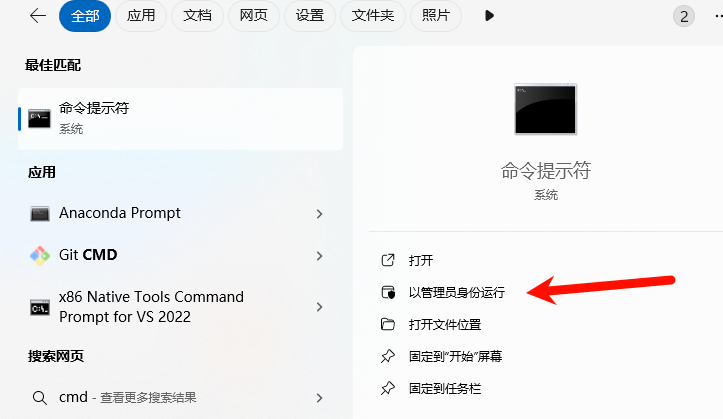 全部 应用 文档 网页 设置 文件夹 照片 2
最佳匹配
命令提示符
系统
应用
Anaconda Prompt
Git CMD
x86 Native Tools Command
Prompt for VS 2022
搜索网页
cmd - 查看更多搜索结果
命令提示符
系统
打开
以管理员身份运行
打开文件位置
固定到"开始"屏幕
固定到任务栏